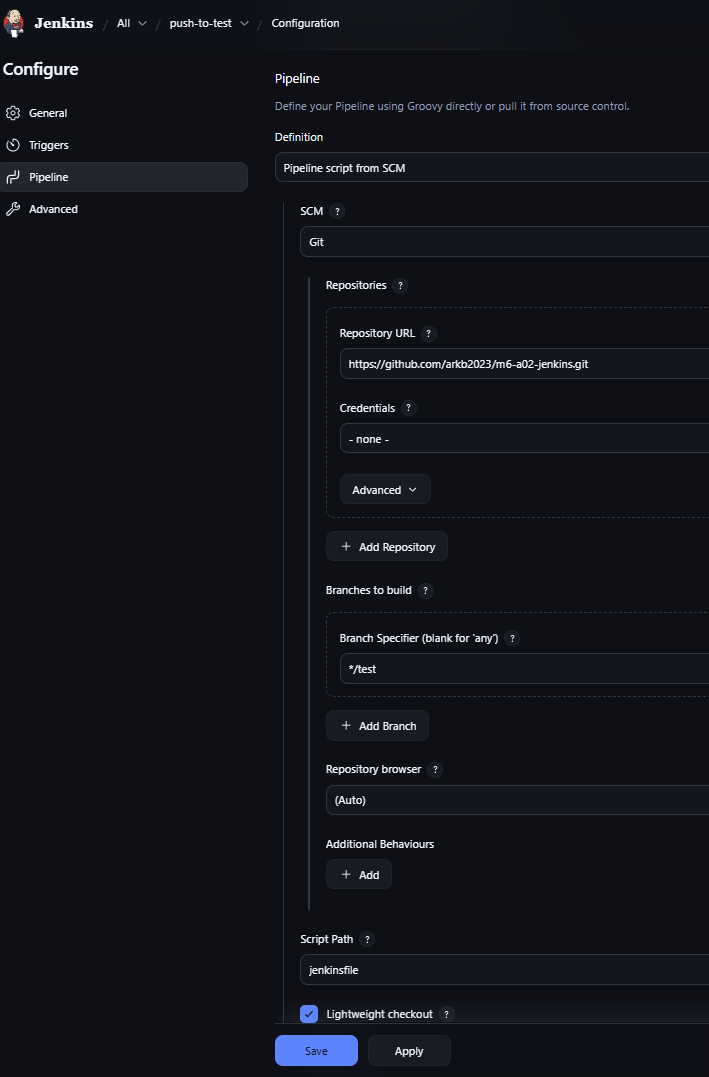 Jenkins / All / push-to-test / Configuration
Configure
General
Triggers
Pipeline
Advanced
Pipeline
Define your Pipeline using Groovy directly or pull it from source control.
Definition
Pipeline script from SCM
SCM ?
Git
Repositories ?
Repository URL ?
https://github.com/arkb2023/m6-a02-jenkins.git
Credentials ?
- none -
Advanced
+ Add Repository
Branches to build ?
Branch Specifier (blank for 'any') ?
*/test
+ Add Branch
Repository browser ?
(Auto)
Additional Behaviours
+ Add
Script Path ?
jenkinsfile
Lightweight checkout ?
Save
Apply